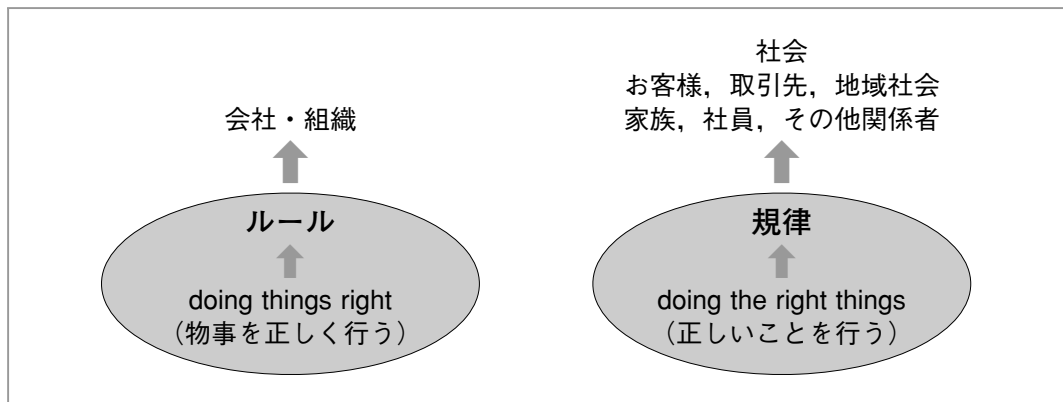 会社・組織
ルール
doing things right
(物事を正しく行う)
社会
お客様,取引先,地域社会
家族,社員,その他関係者
規律
doing the right things
(正しいことを行う)